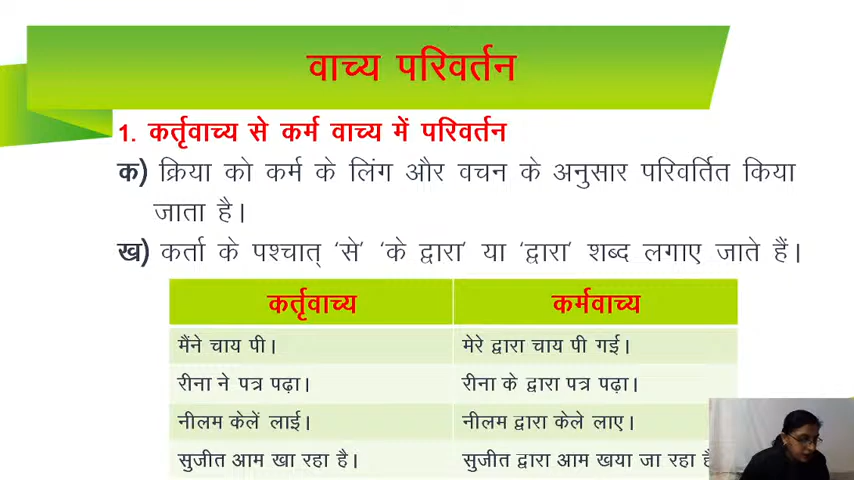 वाच्य परिवर्तन
1. कर्तृवाच्य से कर्म वाच्य में परिवर्तन
क) क्रिया को कर्म के लिंग और वचन के अनुसार परिवर्तित किया
जाता है।
ख) कर्ता के पश्चात् 'से' 'के द्वारा' या 'द्वारा' शब्द लगाए जाते हैं।
कर्तृवाच्य कर्मवाच्य
मैंने चाय पी। मेरे द्वारा चाय पी गई।
रीना ने पत्र पढ़ा। रीना के द्वारा पत्र पढ़ा।
नीलम केलें लाई। नीलम द्वारा केले लाए।
सुजीत आम खा रहा है। सुजीत द्वारा आम खया जा रहा है